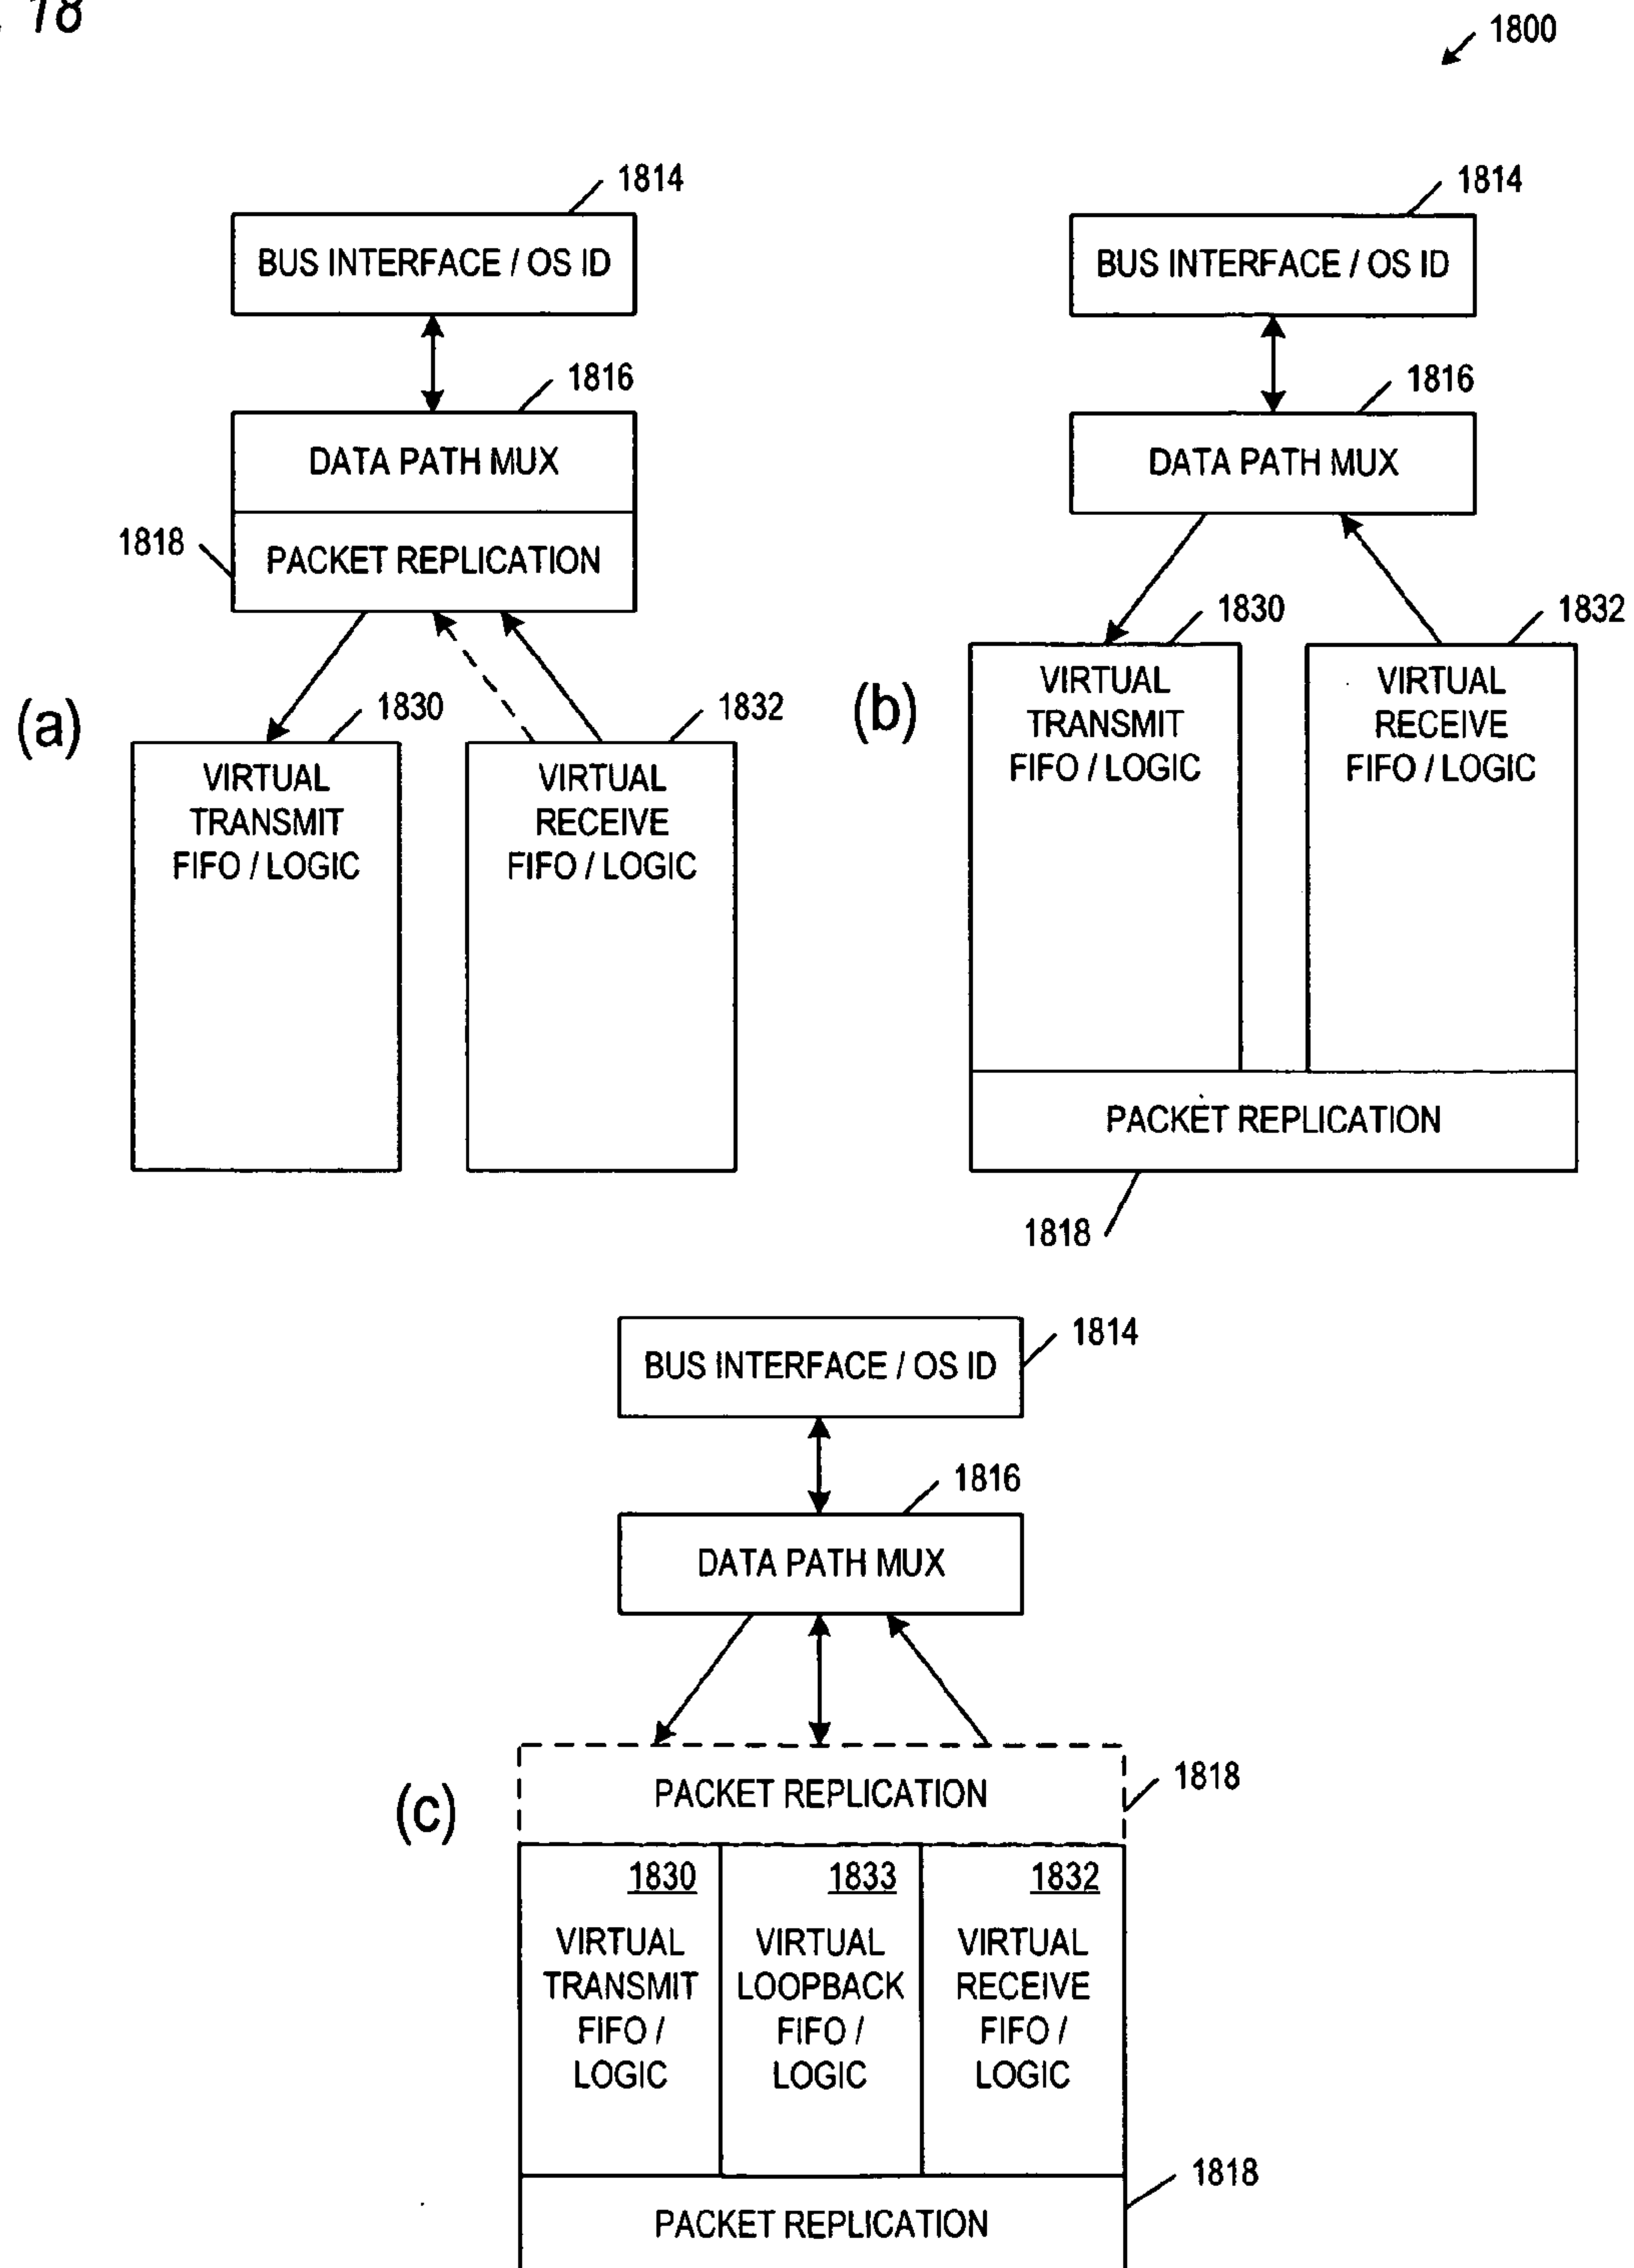 18
1800
1814
BUS INTERFACE / OS ID
1816
DATA PATH MUX
1818
PACKET REPLICATION
(a)
1830
VIRTUAL
TRANSMIT
FIFO / LOGIC
1832
VIRTUAL
RECEIVE
FIFO / LOGIC
1814
BUS INTERFACE / OS ID
1816
DATA PATH MUX
(b)
1830
VIRTUAL
TRANSMIT
FIFO / LOGIC
1832
VIRTUAL
RECEIVE
FIFO / LOGIC
PACKET REPLICATION
1818
1814
BUS INTERFACE / OS ID
1816
DATA PATH MUX
(c)
PACKET REPLICATION
1818
1830
VIRTUAL
TRANSMIT
FIFO /
LOGIC
1833
VIRTUAL
LOOPBACK
FIFO /
LOGIC
1832
VIRTUAL
RECEIVE
FIFO /
LOGIC
1818
PACKET REPLICATION